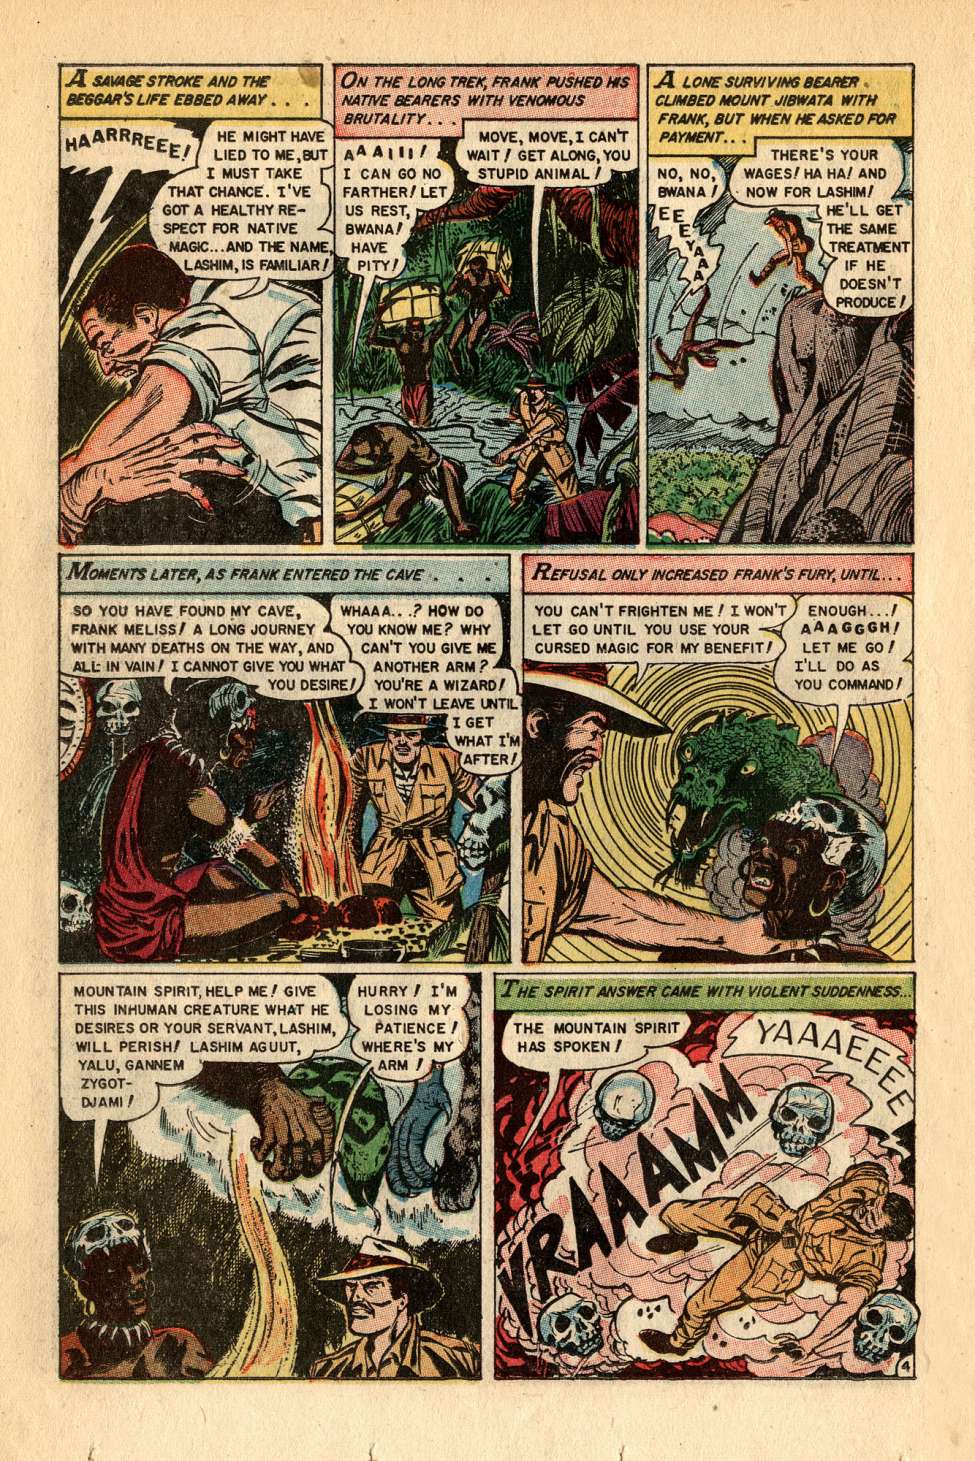 A SAVAGE STROKE AND THE
BEGGAR'S LIFE EBBED AWAY . . .
HAARRREEE!
HE MIGHT HAVE
LIED TO ME, BUT
I MUST TAKE
THAT CHANCE. I'VE
GOT A HEALTHY RE-
SPECT FOR NATIVE
MAGIC...AND THE NAME,
LASHIM, IS FAMILIAR!
ON THE LONG TREK, FRANK PUSHED HIS
NATIVE BEARERS WITH VENOMOUS
BRUTALITY...
AAAIII!
I CAN GO NO
FARTHER! LET
US REST,
BWANA!
HAVE
PITY!
MOVE, MOVE, I CAN'T
WAIT! GET ALONG, YOU
STUPID ANIMAL!
A LONE SURVIVING BEARER
CLIMBED MOUNT JIBWATA WITH
FRANK, BUT WHEN HE ASKED FOR
PAYMENT...
NO, NO,
BWANA!
EEEEYAAA
THERE'S YOUR
WAGES! HA HA! AND
NOW FOR LASHIM!
HE'LL GET
THE SAME
TREATMENT
IF HE
DOESN'T
PRODUCE!
MOMENTS LATER, AS FRANK ENTERED THE CAVE . . . .
SO YOU HAVE FOUND MY CAVE,
FRANK MELISS! A LONG JOURNEY
WITH MANY DEATHS ON THE WAY, AND
ALL IN VAIN! I CANNOT GIVE YOU WHAT
YOU DESIRE!
WHAAA...? HOW DO
YOU KNOW ME? WHY
CAN'T YOU GIVE ME
ANOTHER ARM?
YOU'RE A WIZARD!
I WON'T LEAVE UNTIL
I GET
WHAT I'M
AFTER!
REFUSAL ONLY INCREASED FRANK'S FURY, UNTIL...
YOU CAN'T FRIGHTEN ME! I WON'T
LET GO UNTIL YOU USE YOUR
CURSED MAGIC FOR MY BENEFIT!
ENOUGH...!
AAAGGGH!
LET ME GO!
I'LL DO AS
YOU COMMAND!
MOUNTAIN SPIRIT, HELP ME! GIVE
THIS INHUMAN CREATURE WHAT HE
DESIRES OR YOUR SERVANT, LASHIM,
WILL PERISH! LASHIM AGUUT,
YALU, GANNEM
ZYGOT-
DJAMI!
HURRY! I'M
LOSING MY
PATIENCE!
WHERE'S MY
ARM!
THE SPIRIT ANSWER CAME WITH VIOLENT SUDDENNESS...
THE MOUNTAIN SPIRIT
HAS SPOKEN!
YAAAEEEE
VRAAAMM
4